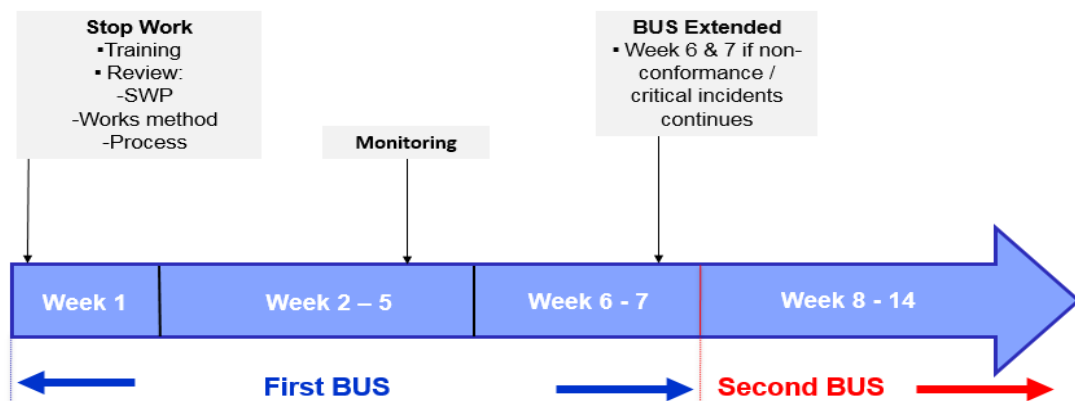 Stop Work
▪Training
▪ Review:
-SWP
-Works method
-Process
Monitoring
BUS Extended
▪ Week 6 & 7 if non-
conformance /
critical incidents
continues
Week 1
Week 2 – 5
Week 6 - 7
Week 8 - 14
First BUS
Second BUS